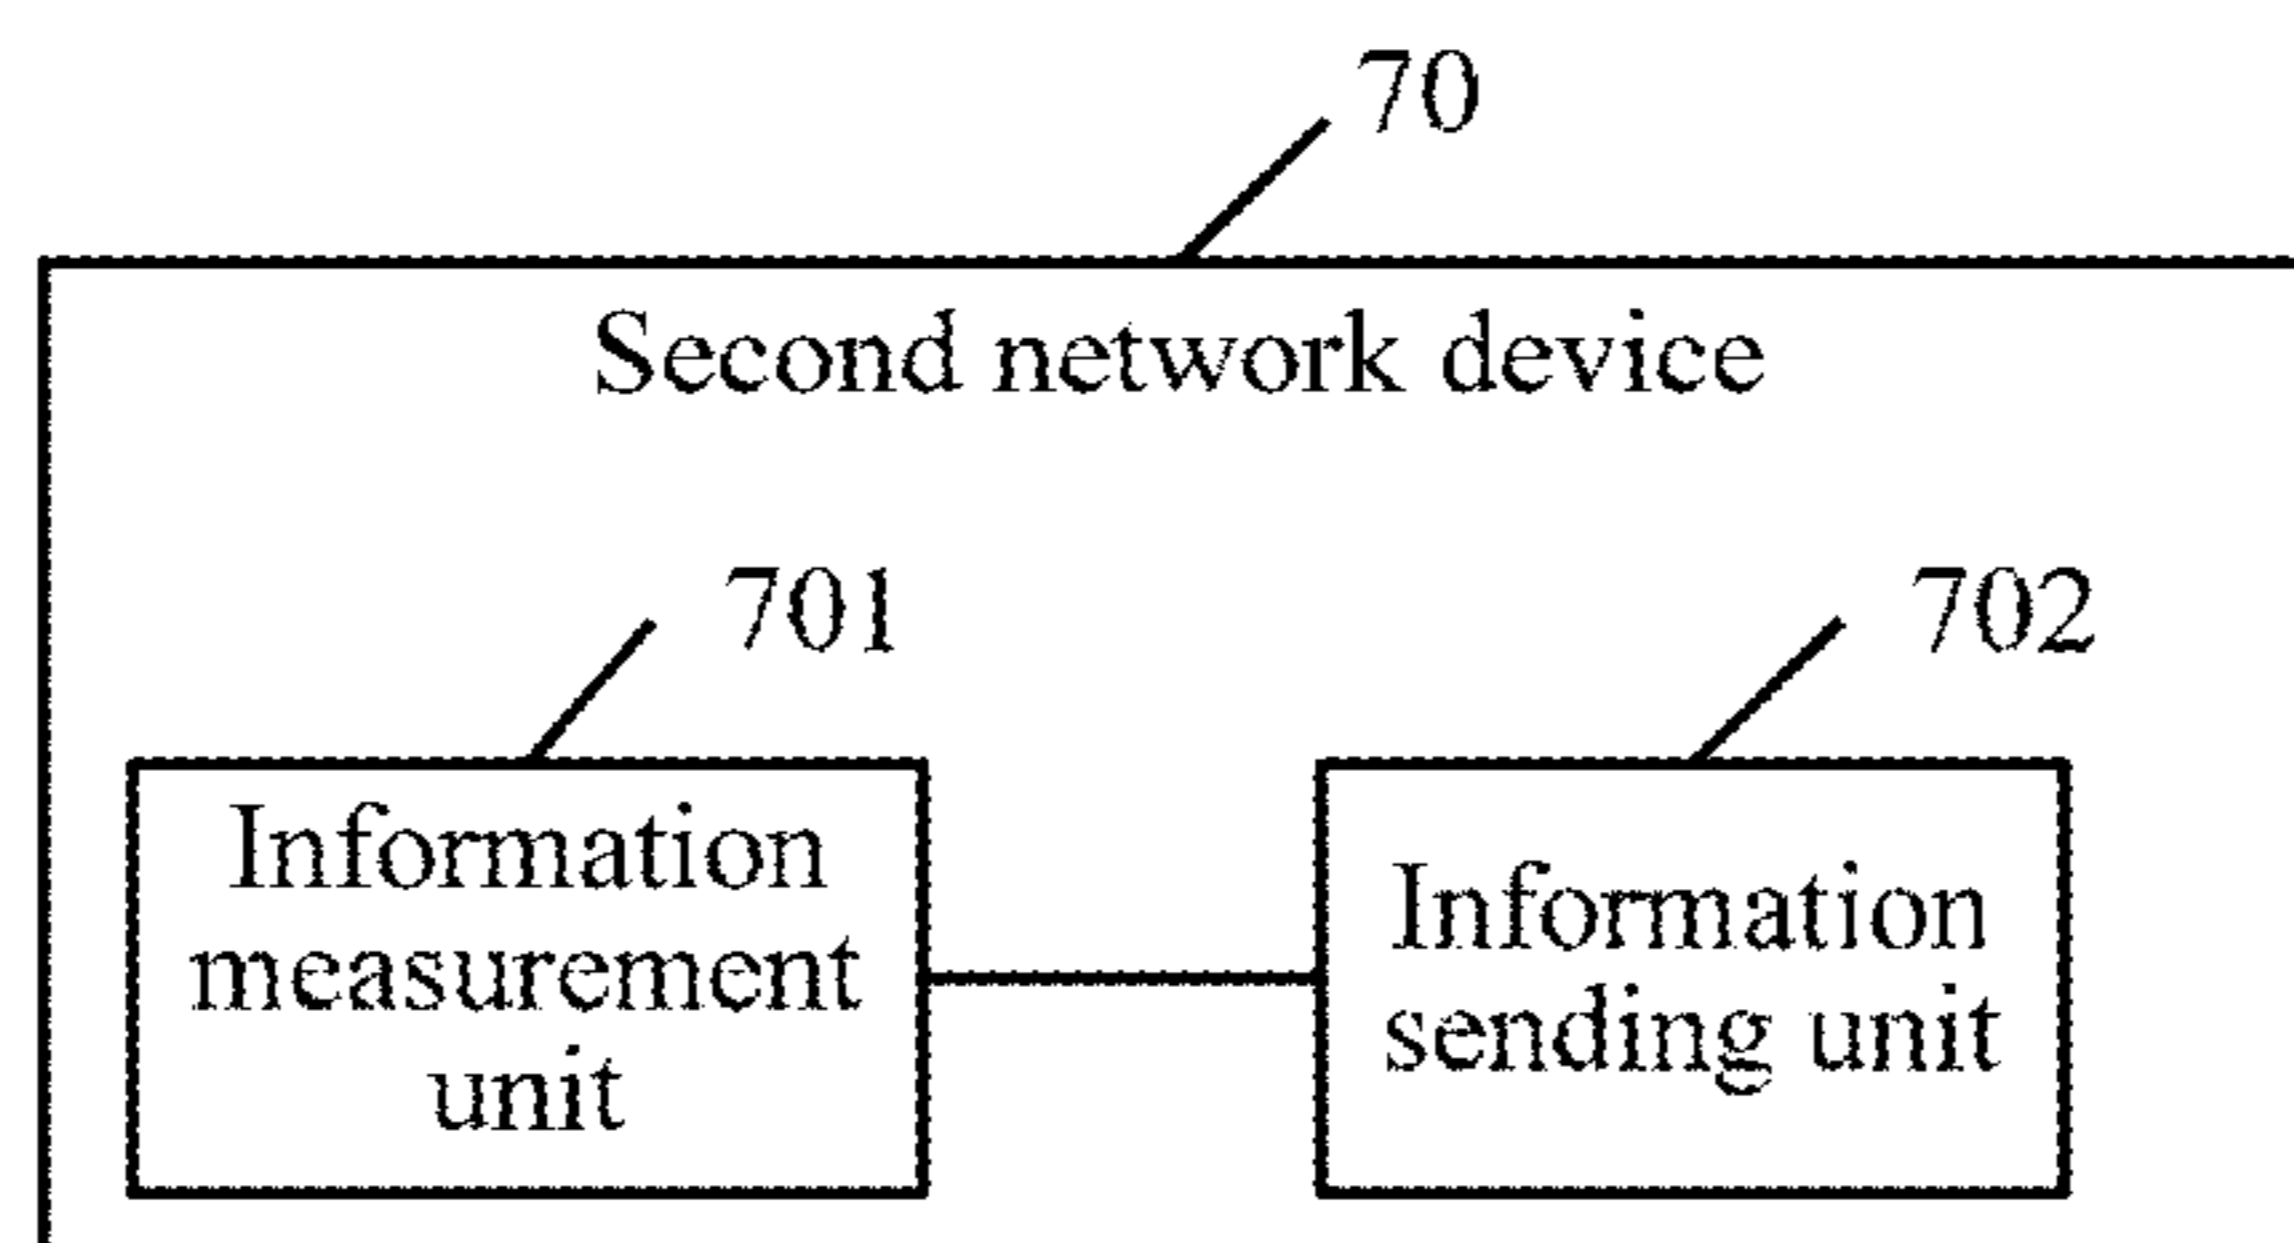 70
Second network device
701
702
Information
measurement
unit
Information
sending unit